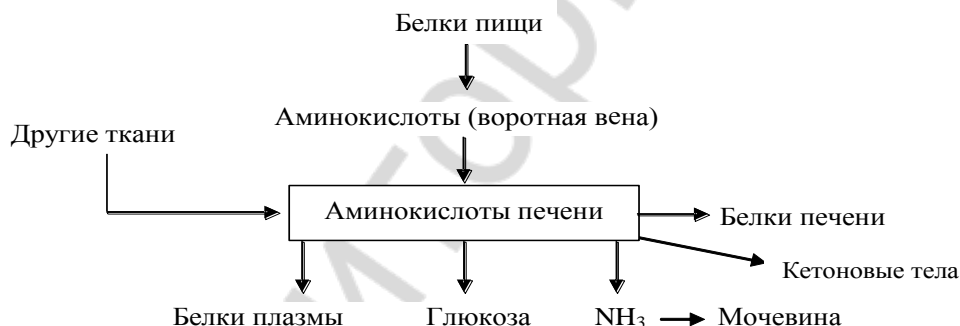 Белки пищи
Аминокислоты (воротная вена)
Другие ткани
Аминокислоты печени
Белки печени
Кетоновые тела
Белки плазмы Глюкоза NH₃ Мочевина